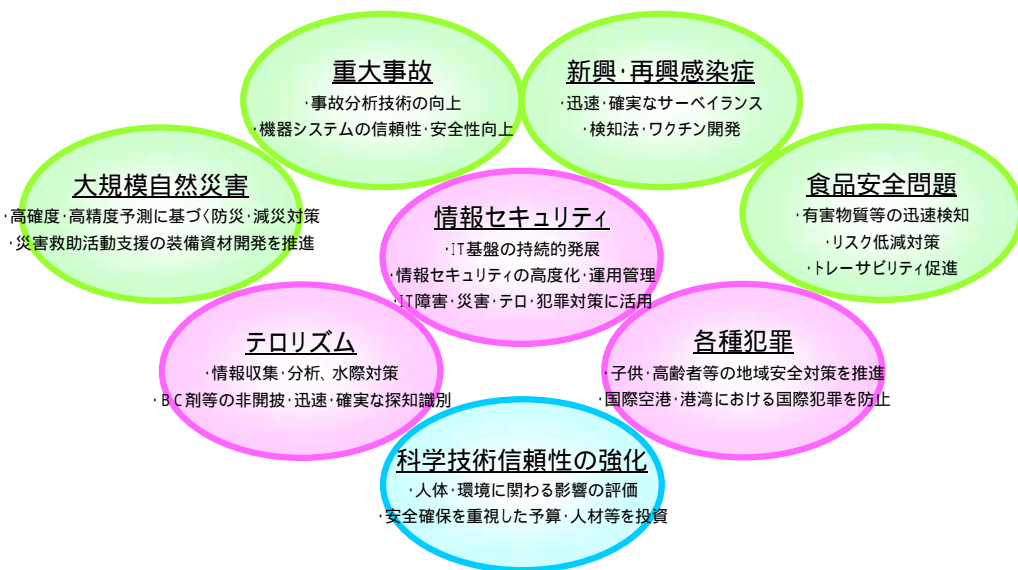 重大事故
・事故分析技術の向上
・機器システムの信頼性・安全性向上
新興・再興感染症
・迅速・確実なサーベイランス
・検知法・ワクチン開発
大規模自然災害
・高確度・高精度予測に基づく防災・減災対策
・災害救助活動支援の装備資材開発を推進
食品安全問題
・有害物質等の迅速検知
・リスク低減対策
・トレーサビリティ促進
情報セキュリティ
・IT基盤の持続的発展
・情報セキュリティの高度化・運用管理
・IT障害・災害・テロ・犯罪対策に活用
テロリズム
・情報収集・分析、水際対策
・BC剤等の非開披・迅速・確実な探知識別
各種犯罪
・子供・高齢者等の地域安全対策を推進
・国際空港・港湾における国際犯罪を防止
科学技術信頼性の強化
・人体・環境に関わる影響の評価
・安全確保を重視した予算・人材等を投資